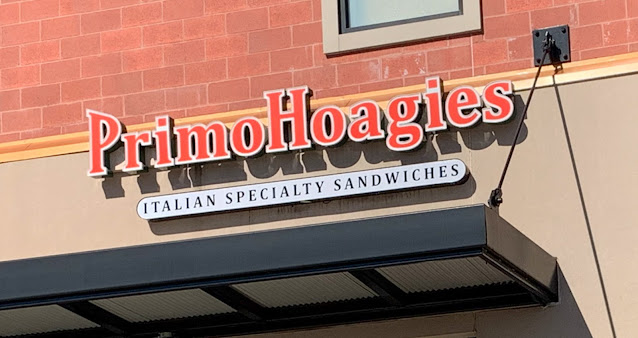 PrimoHoagies
ITALIAN SPECIALTY SANDWICHES